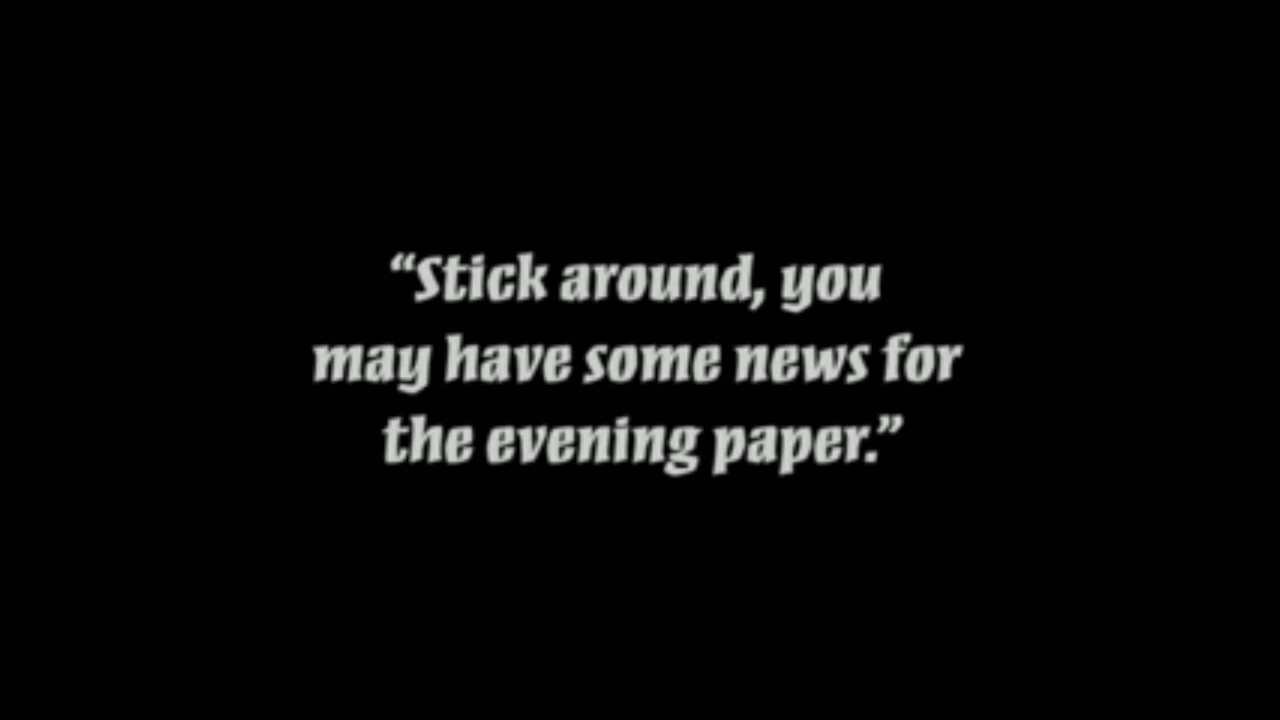 “Stick around, you
may have some news for
the evening paper.”